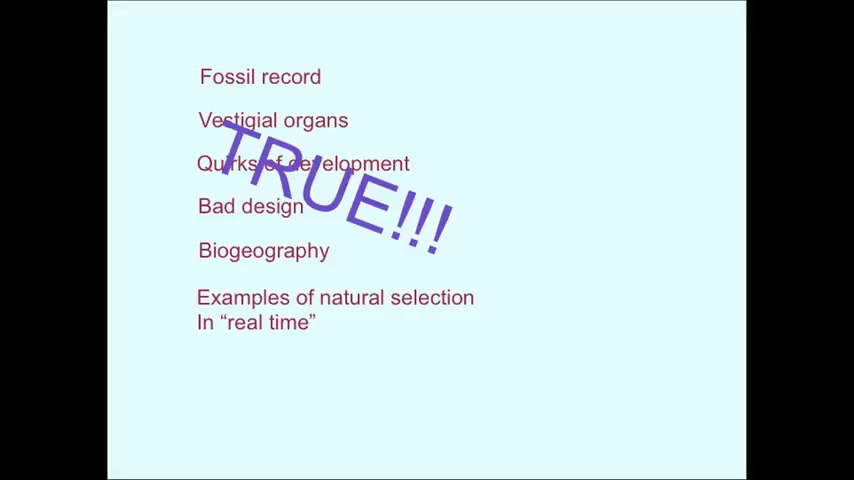 Fossil record
Vestigial organs
TRUE!!!
Quirks of development
Bad design
Biogeography
Examples of natural selection
In “real time”